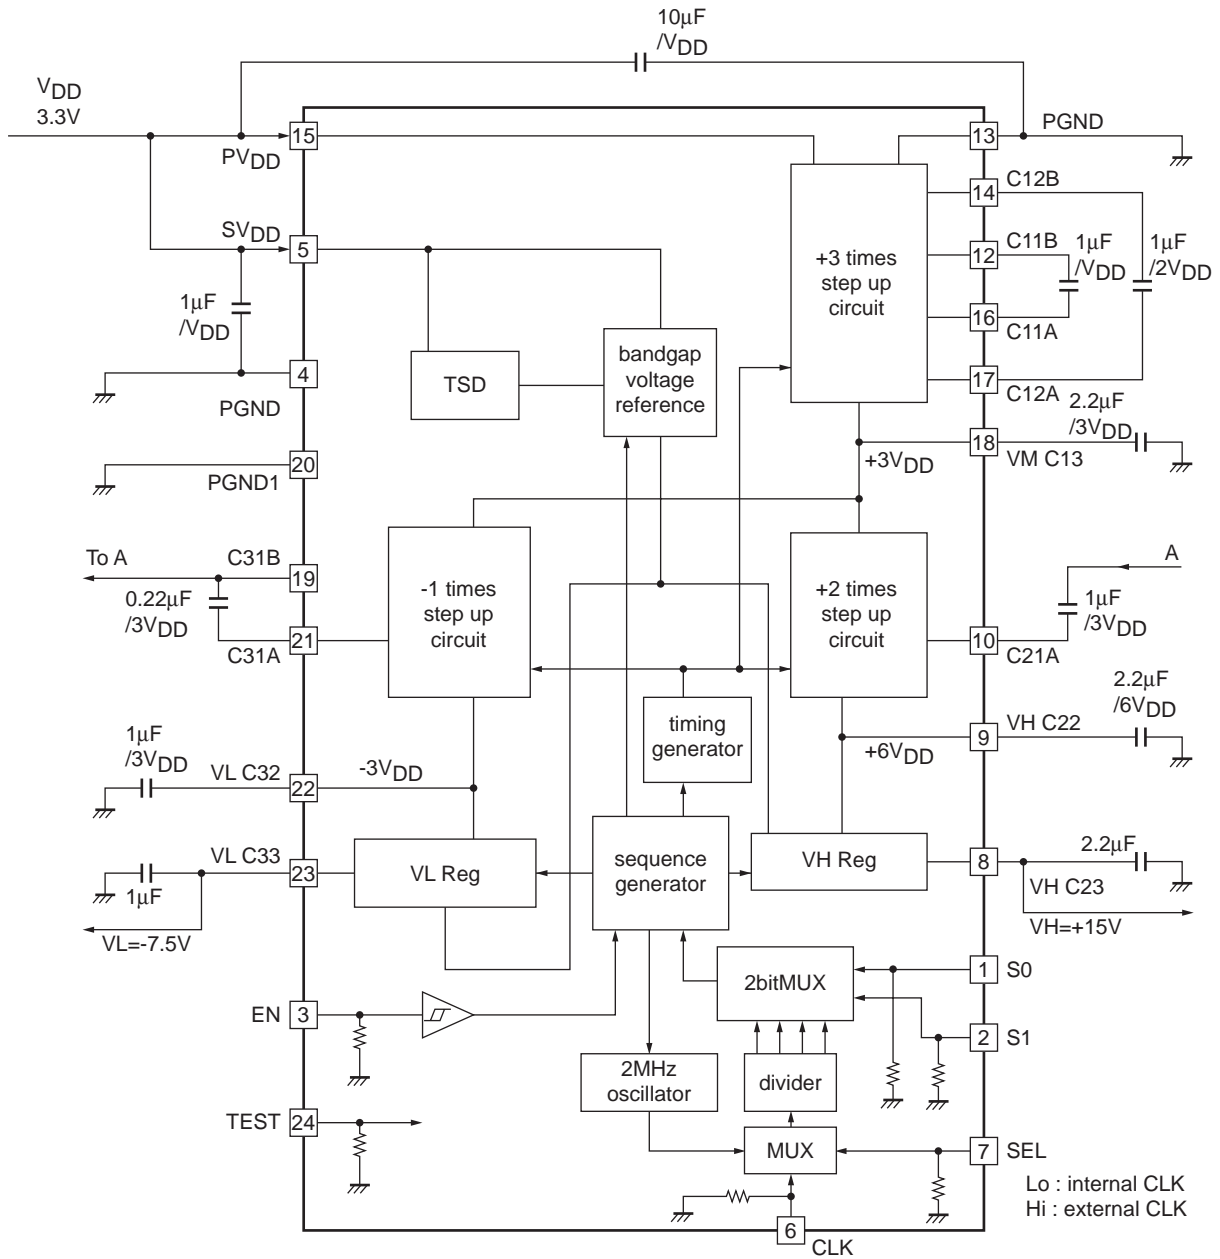 10µF
/VDD
VDD
3.3V
15
PVDD
13
PGND
14
C12B
SVDD
5
1µF
/VDD
+3 times
step up
circuit
12
C11B
1µF
/VDD
1µF
/2VDD
16
C11A
4
PGND
TSD
bandgap
voltage
reference
17
C12A
2.2µF
/3VDD
18
VM C13
+3VDD
20
PGND1
To A
C31B
19
0.22µF
/3VDD
21
C31A
-1 times
step up
circuit
+2 times
step up
circuit
A
1µF
/3VDD
10
C21A
timing
generator
2.2µF
/6VDD
9
VH C22
+6VDD
1µF
/3VDD
VL C32
22
-3VDD
VL C33
23
1µF
VL=-7.5V
VL Reg
sequence
generator
VH Reg
8
2.2µF
VH C23
VH=+15V
2bitMUX
1
S0
EN
3
2
S1
2MHz
oscillator
divider
TEST
24
MUX
7
SEL
Lo : internal CLK
Hi : external CLK
6
CLK